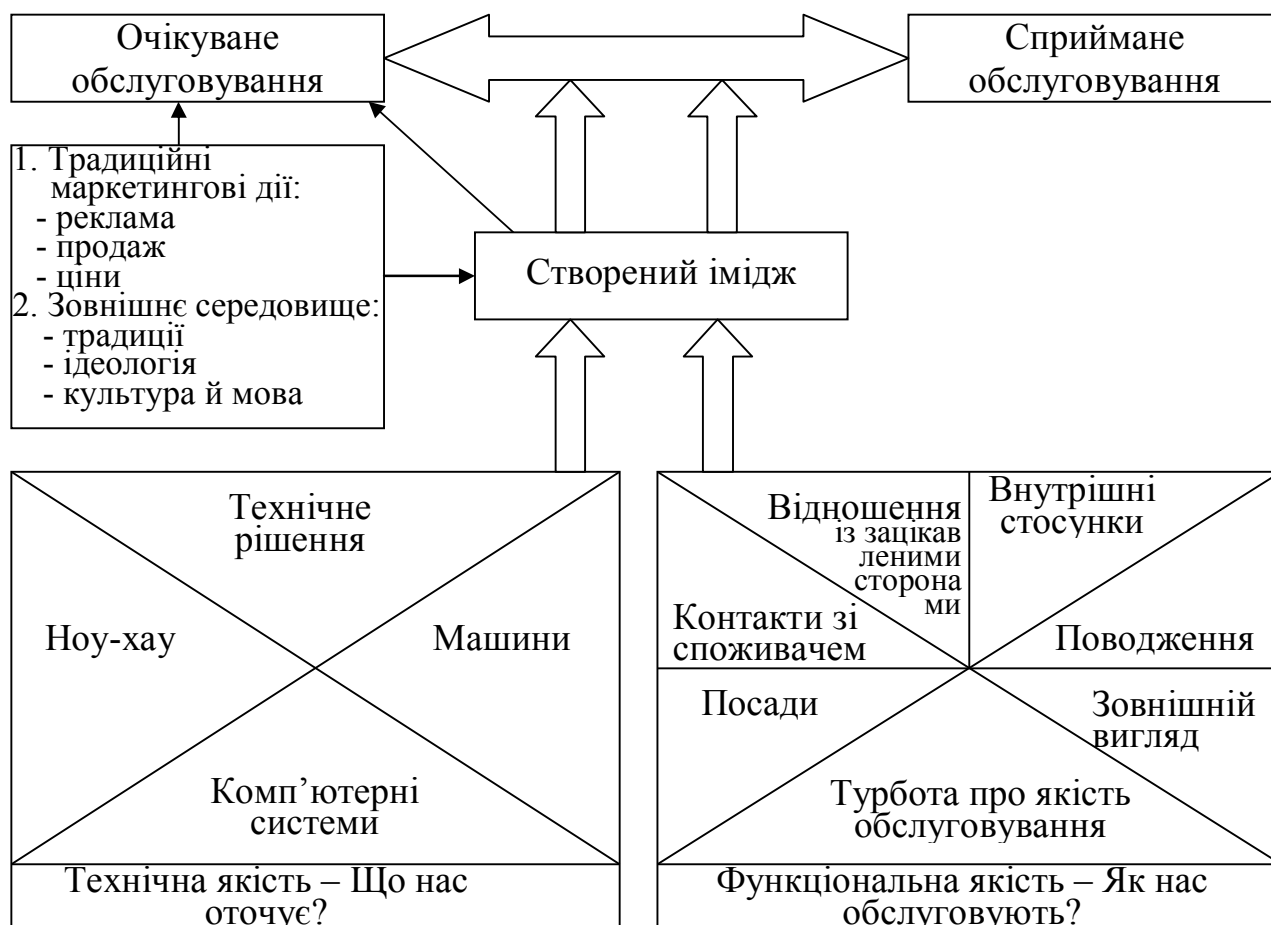 Очікуване
обслуговування
Сприймане
обслуговування
1. Традиційні
маркетингові дії:
- реклама
- продаж
- ціни
2. Зовнішнє середовище:
- традиції
- ідеологія
- культура й мова
Створений імідж
Технічне
рішення
Ноу-хау
Машини
Комп’ютерні
системи
Технічна якість – Що нас
оточує?
Відношення
із зацікав
леними
сторона
ми
Внутрішні
стосунки
Контакти зі
споживачем
Поводження
Посади
Зовнішній
вигляд
Турбота про якість
обслуговування
Функціональна якість – Як нас
обслуговують?